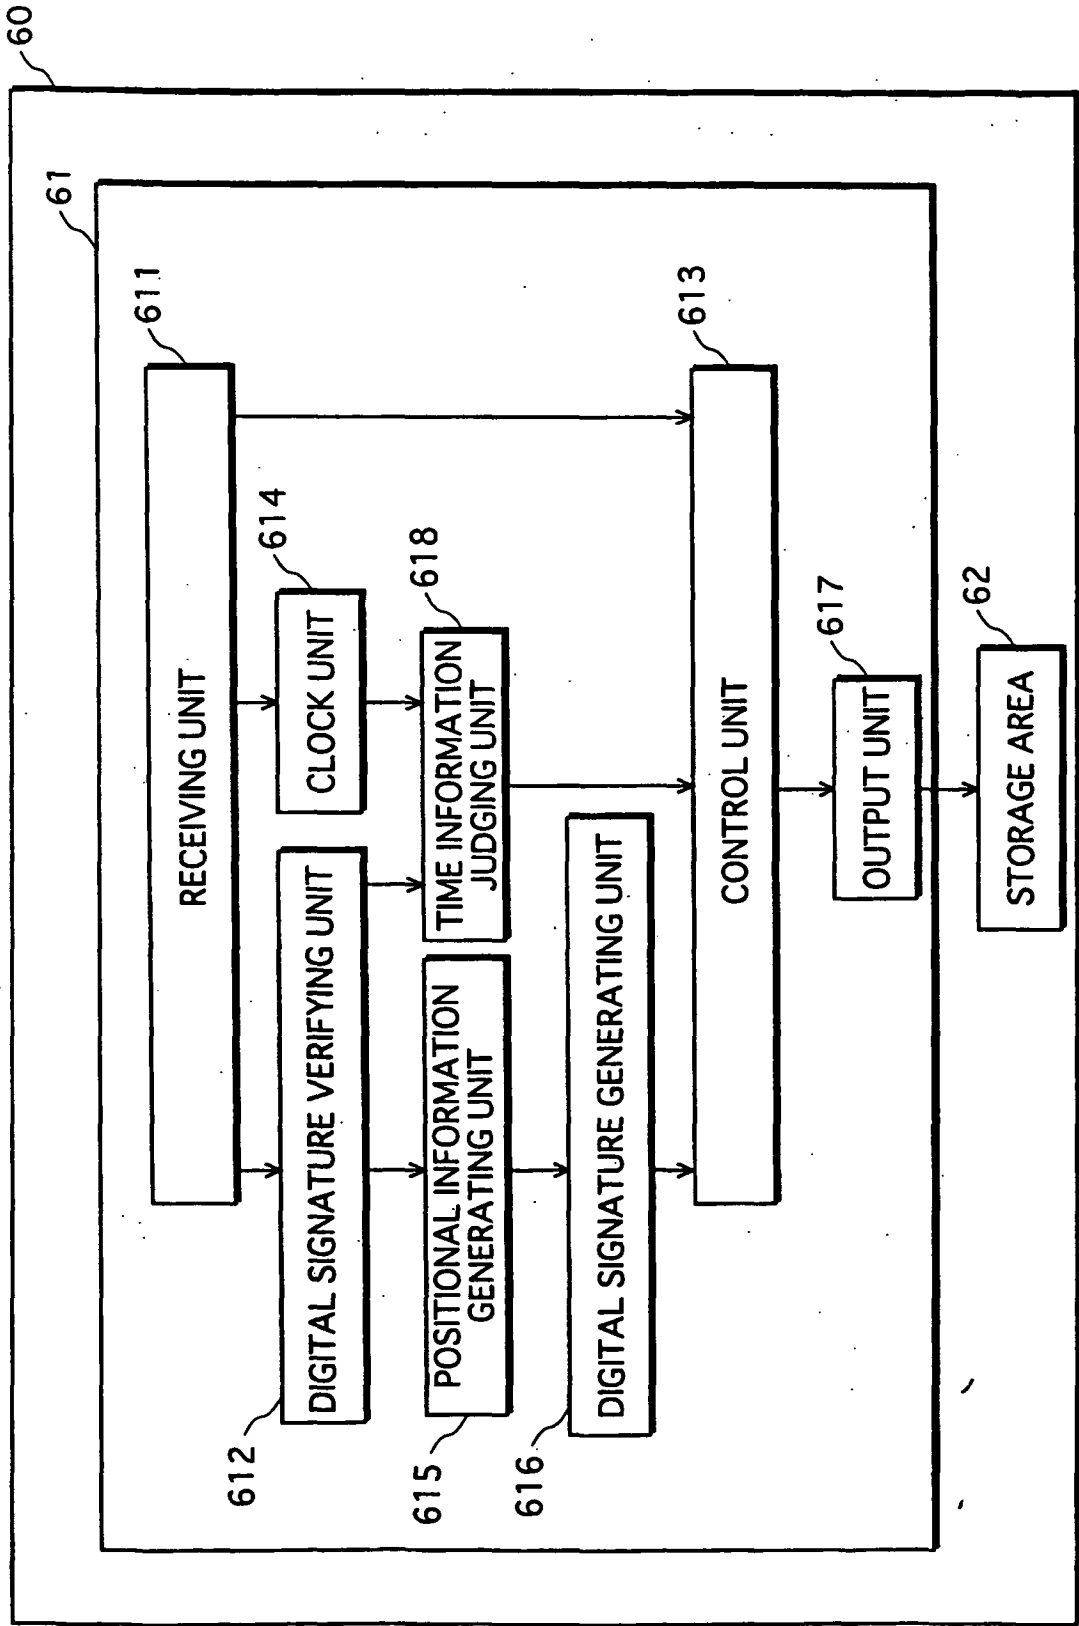 60
61
611
RECEIVING UNIT
614
CLOCK UNIT
612
DIGITAL SIGNATURE VERIFYING UNIT
618
TIME INFORMATION
JUDGING UNIT
615
POSITIONAL INFORMATION
GENERATING UNIT
616
DIGITAL SIGNATURE GENERATING UNIT
613
CONTROL UNIT
617
OUTPUT UNIT
62
STORAGE AREA